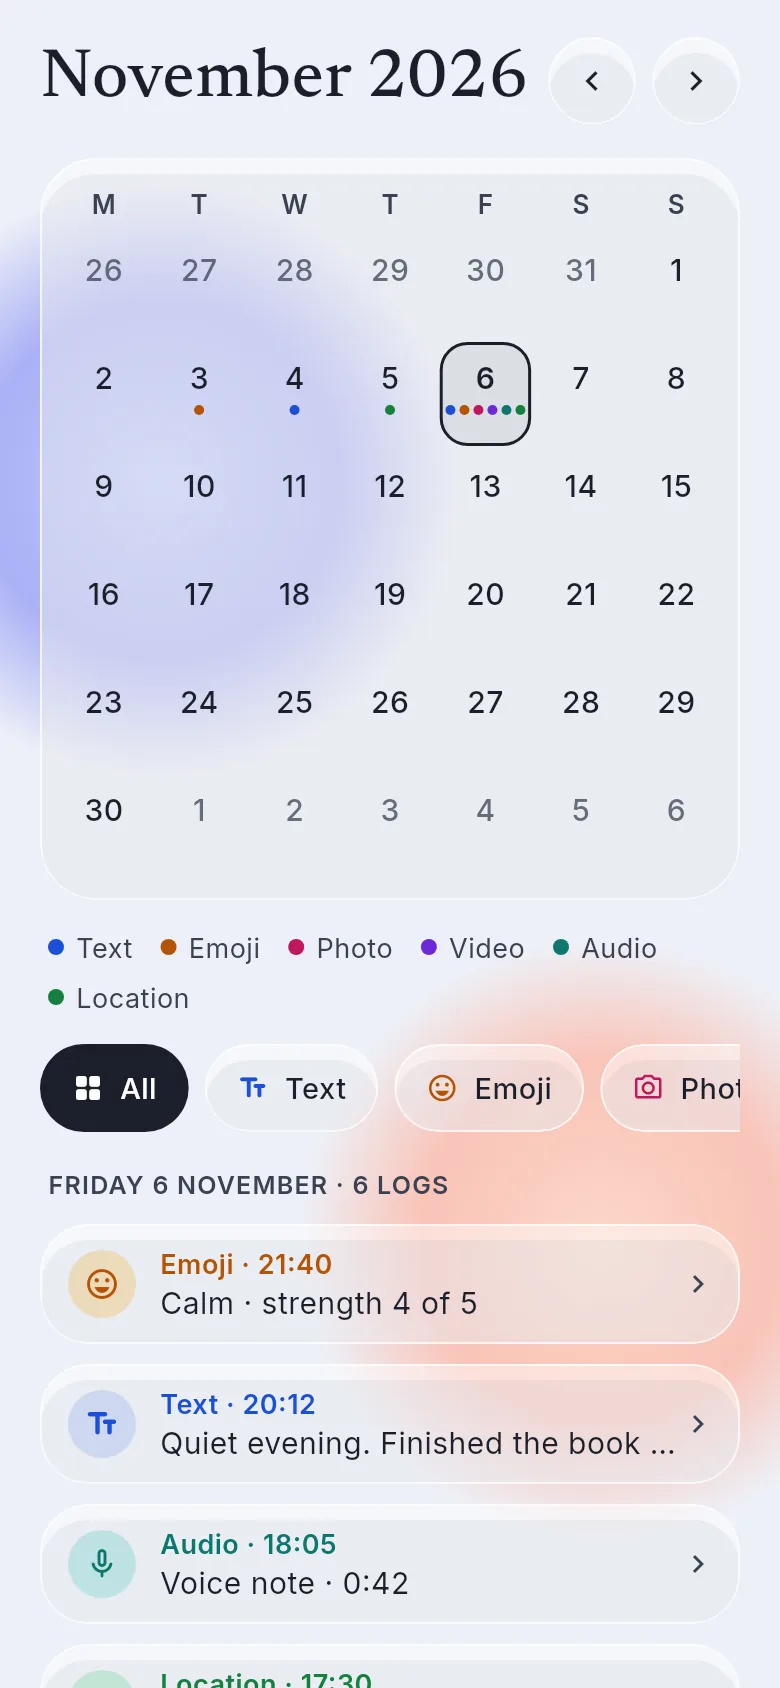 November 2026
M T W T F S S
26 27 28 29 30 31 1
2 3 4 5 6 7 8
9 10 11 12 13 14 15
16 17 18 19 20 21 22
23 24 25 26 27 28 29
30 1 2 3 4 5 6
Text Emoji Photo Video Audio
Location
All Text Emoji Phot
FRIDAY 6 NOVEMBER · 6 LOGS
Emoji · 21:40
Calm · strength 4 of 5
Text · 20:12
Quiet evening. Finished the book ...
Audio · 18:05
Voice note · 0:42
Location · 17:30